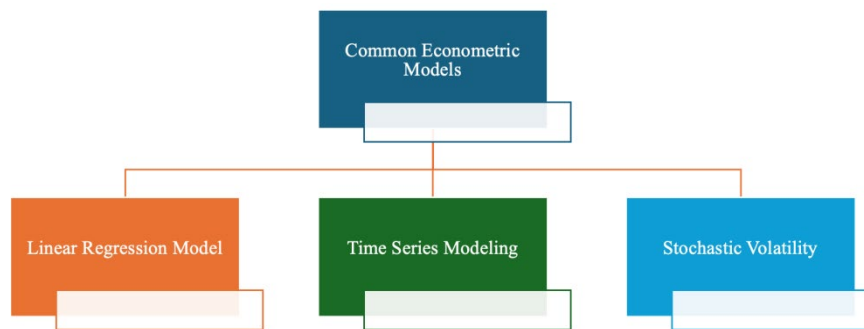 Common Econometric
Models
Linear Regression Model
Time Series Modeling
Stochastic Volatility